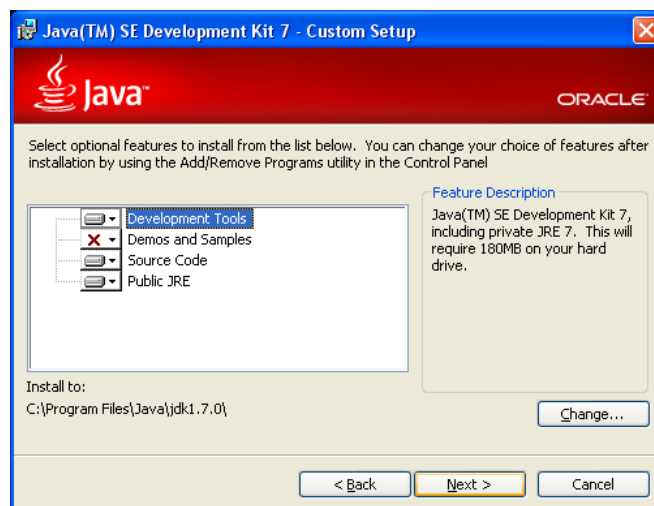 Java(TM) SE Development Kit 7 - Custom Setup
Java™
ORACLE
Select optional features to install from the list below. You can change your choice of features after
installation by using the Add/Remove Programs utility in the Control Panel
Development Tools
Demos and Samples
Source Code
Public JRE
Feature Description
Java(TM) SE Development Kit 7,
including private JRE 7. This will
require 180MB on your hard
drive.
Install to:
C:\Program Files\Java\jdk1.7.0\
Change...
< Back
Next >
Cancel